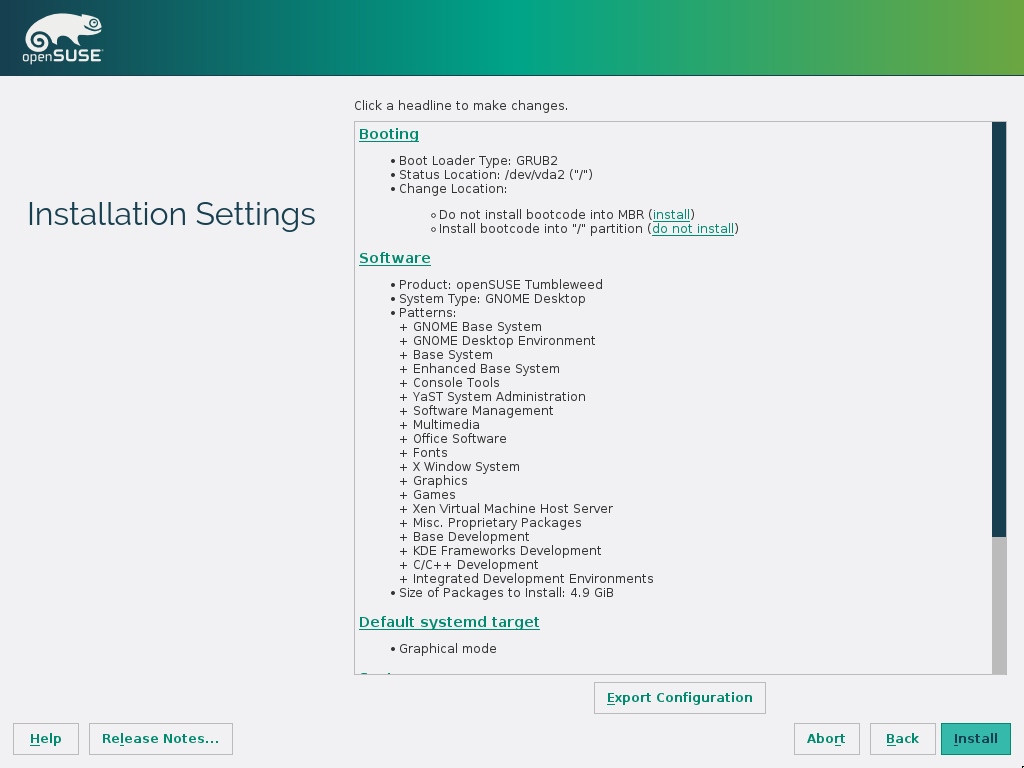 openSUSE
Click a headline to make changes.
Installation Settings
Booting
• Boot Loader Type: GRUB2
• Status Location: /dev/vda2 ("/")
• Change Location:
◦ Do not install bootcode into MBR (install)
◦ Install bootcode into "/" partition (do not install)
Software
• Product: openSUSE Tumbleweed
• System Type: GNOME Desktop
• Patterns:
+ GNOME Base System
+ GNOME Desktop Environment
+ Base System
+ Enhanced Base System
+ Console Tools
+ YaST System Administration
+ Software Management
+ Multimedia
+ Office Software
+ Fonts
+ X Window System
+ Graphics
+ Games
+ Xen Virtual Machine Host Server
+ Misc. Proprietary Packages
+ Base Development
+ KDE Frameworks Development
+ C/C++ Development
+ Integrated Development Environments
• Size of Packages to Install: 4.9 GiB
Default systemd target
• Graphical mode
Export Configuration
Help
Release Notes...
Abort
Back
Install